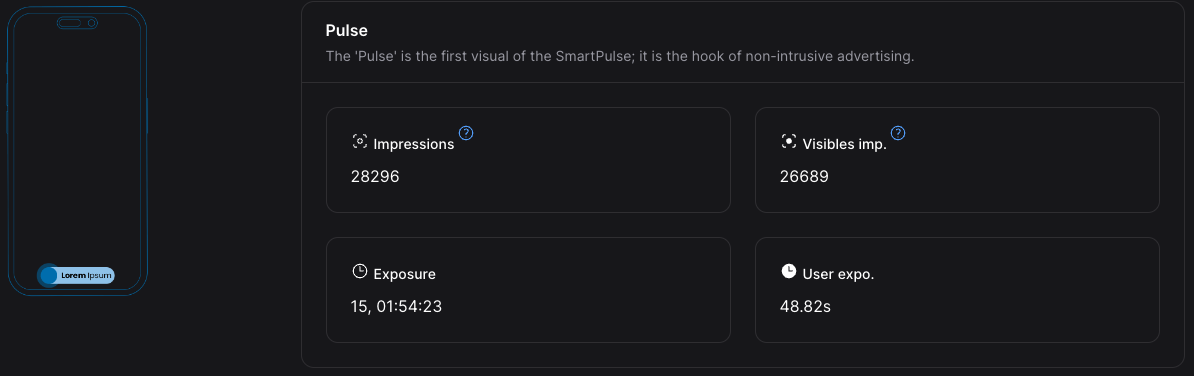 Pulse
The 'Pulse' is the first visual of the SmartPulse; it is the hook of non-intrusive advertising.
Impressions ?
Visibles imp. ?
28296
26689
Exposure
User expo.
15, 01:54:23
48.82s
Lorem Ipsum